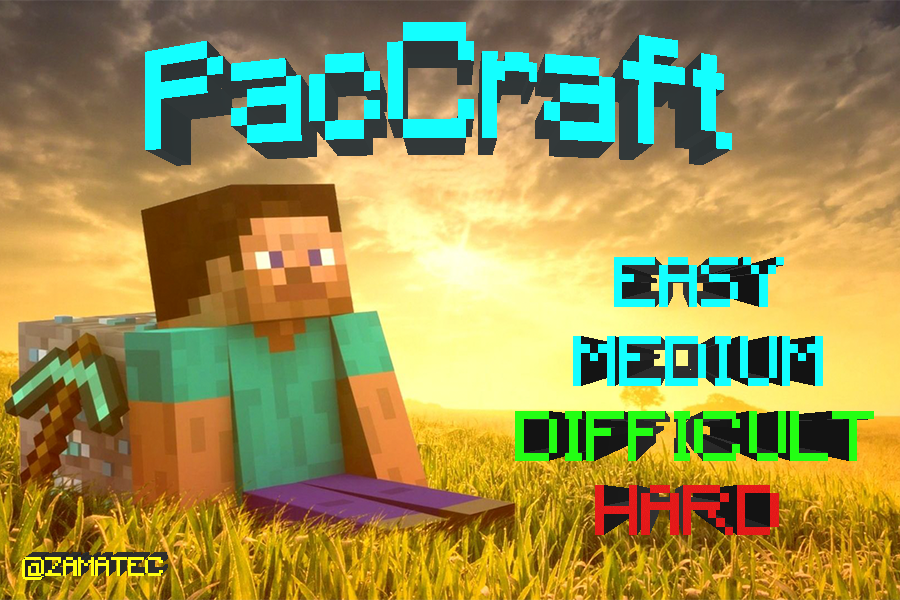 PacCraft
EASY
MEDIUM
DIFFICULT
HARD
@ZAMATEC